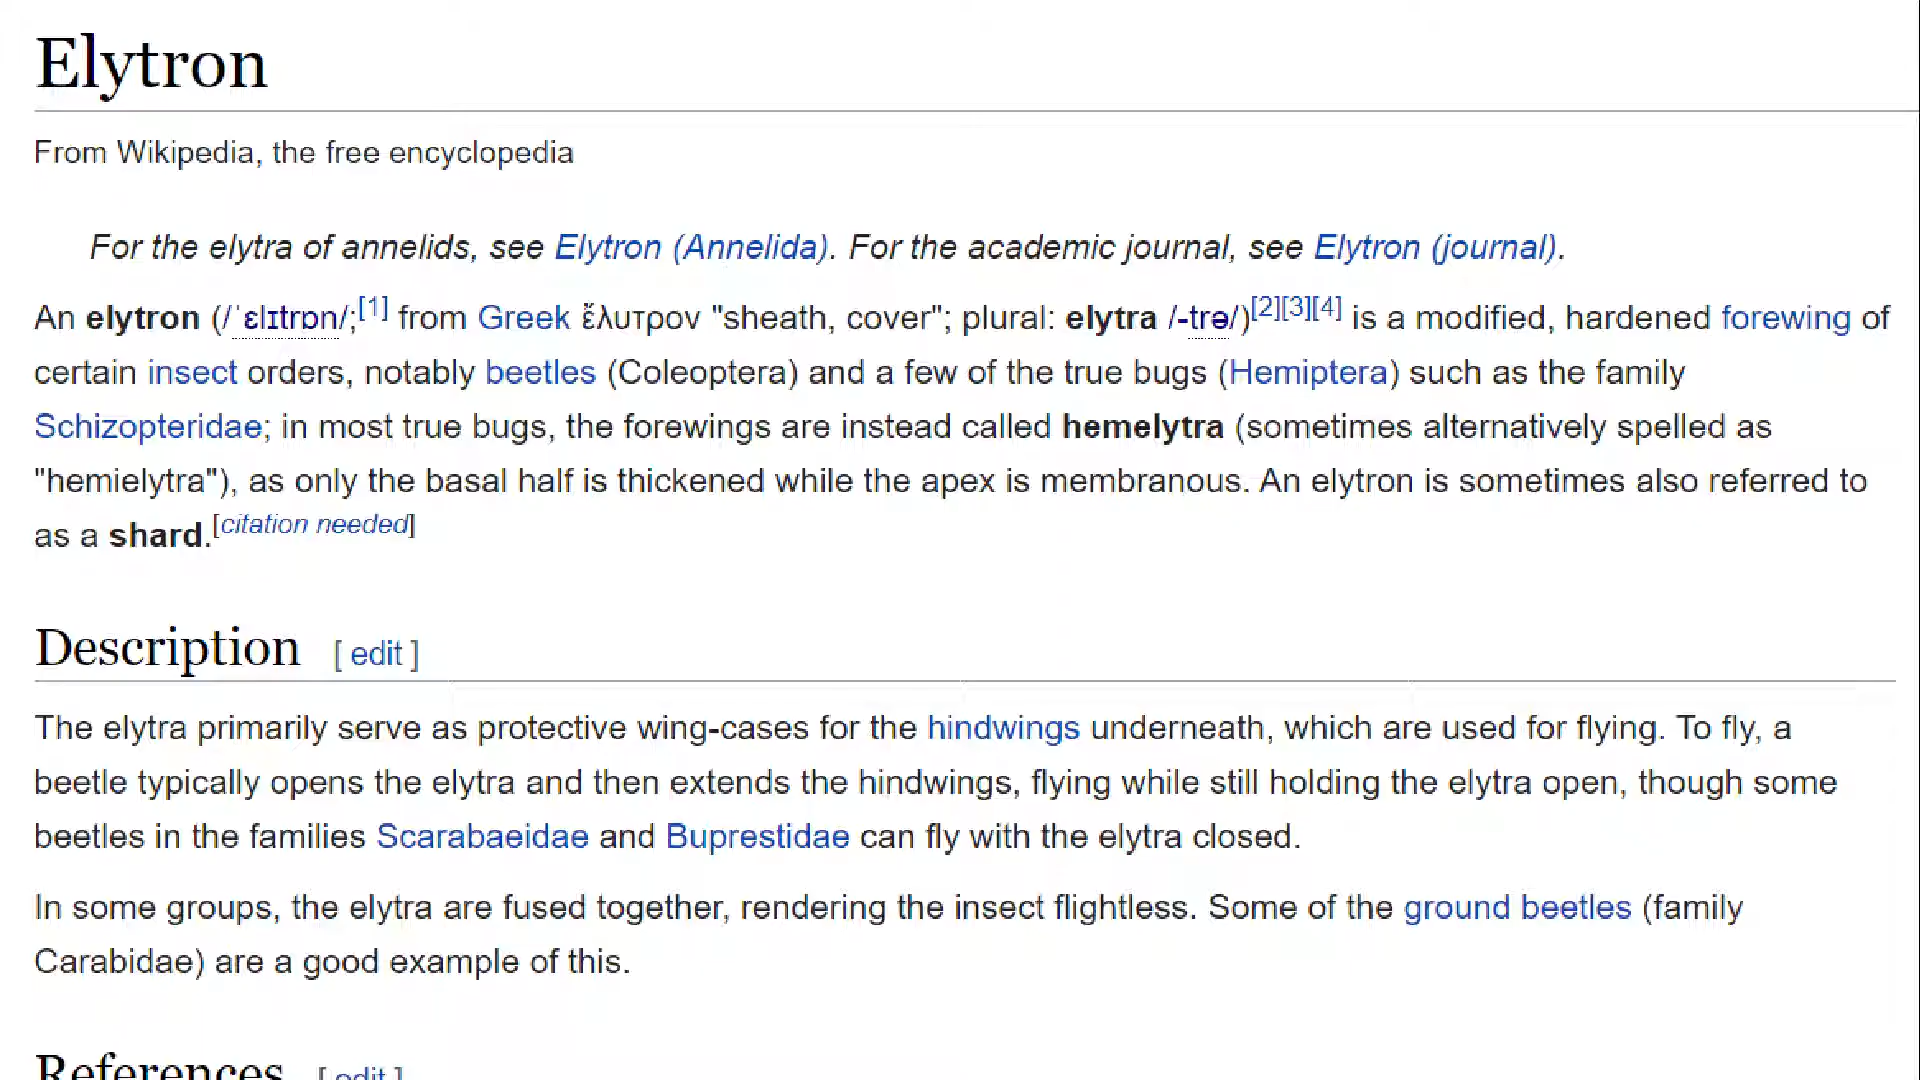 Elytron
From Wikipedia, the free encyclopedia
For the elytra of annelids, see Elytron (Annelida). For the academic journal, see Elytron (journal).
An elytron (/ˈɛlɪtrɒn/;[1] from Greek ἔλυτρον "sheath, cover"; plural: elytra /-trə/)[2][3][4] is a modified, hardened forewing of
certain insect orders, notably beetles (Coleoptera) and a few of the true bugs (Hemiptera) such as the family
Schizopteridae; in most true bugs, the forewings are instead called hemelytra (sometimes alternatively spelled as
"hemielytra"), as only the basal half is thickened while the apex is membranous. An elytron is sometimes also referred to
as a shard.[citation needed]
Description [ edit ]
The elytra primarily serve as protective wing-cases for the hindwings underneath, which are used for flying. To fly, a
beetle typically opens the elytra and then extends the hindwings, flying while still holding the elytra open, though some
beetles in the families Scarabaeidae and Buprestidae can fly with the elytra closed.
In some groups, the elytra are fused together, rendering the insect flightless. Some of the ground beetles (family
Carabidae) are a good example of this.
References [ edit ]